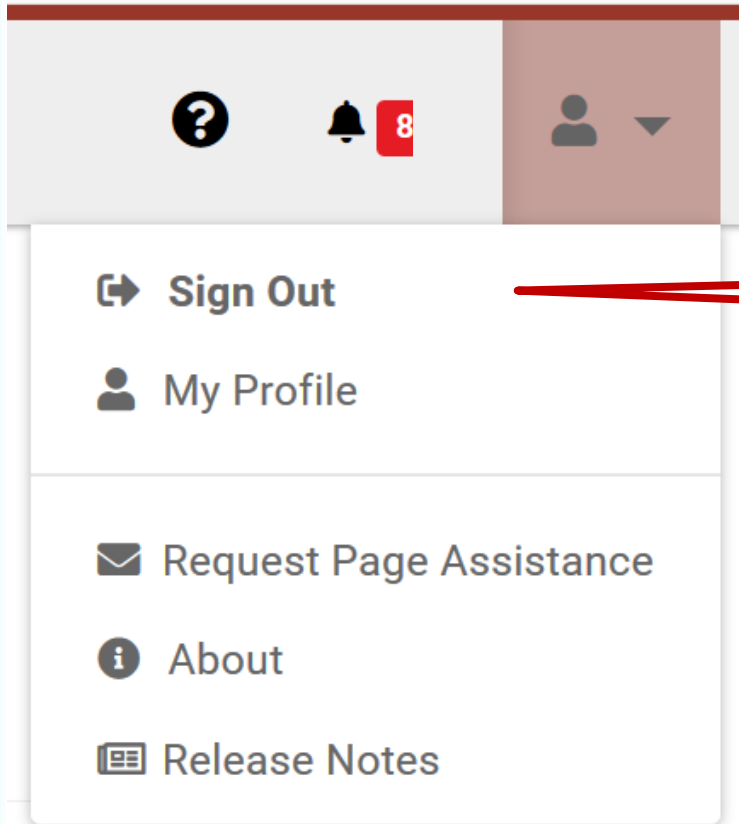 8
Sign Out
My Profile
Request Page Assistance
About
Release Notes